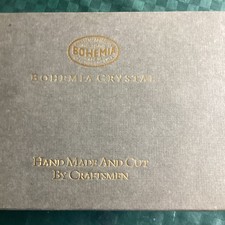 BOHEMIA
BOHEMIA CRYSTAL
HAND MADE AND CUT
BY CRAFTSMEN